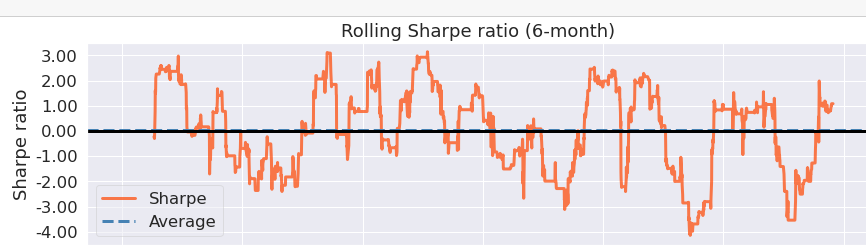 Rolling Sharpe ratio (6-month)
Sharpe ratio
3.00
2.00
1.00
0.00
-1.00
-2.00
-3.00
-4.00
Sharpe
Average